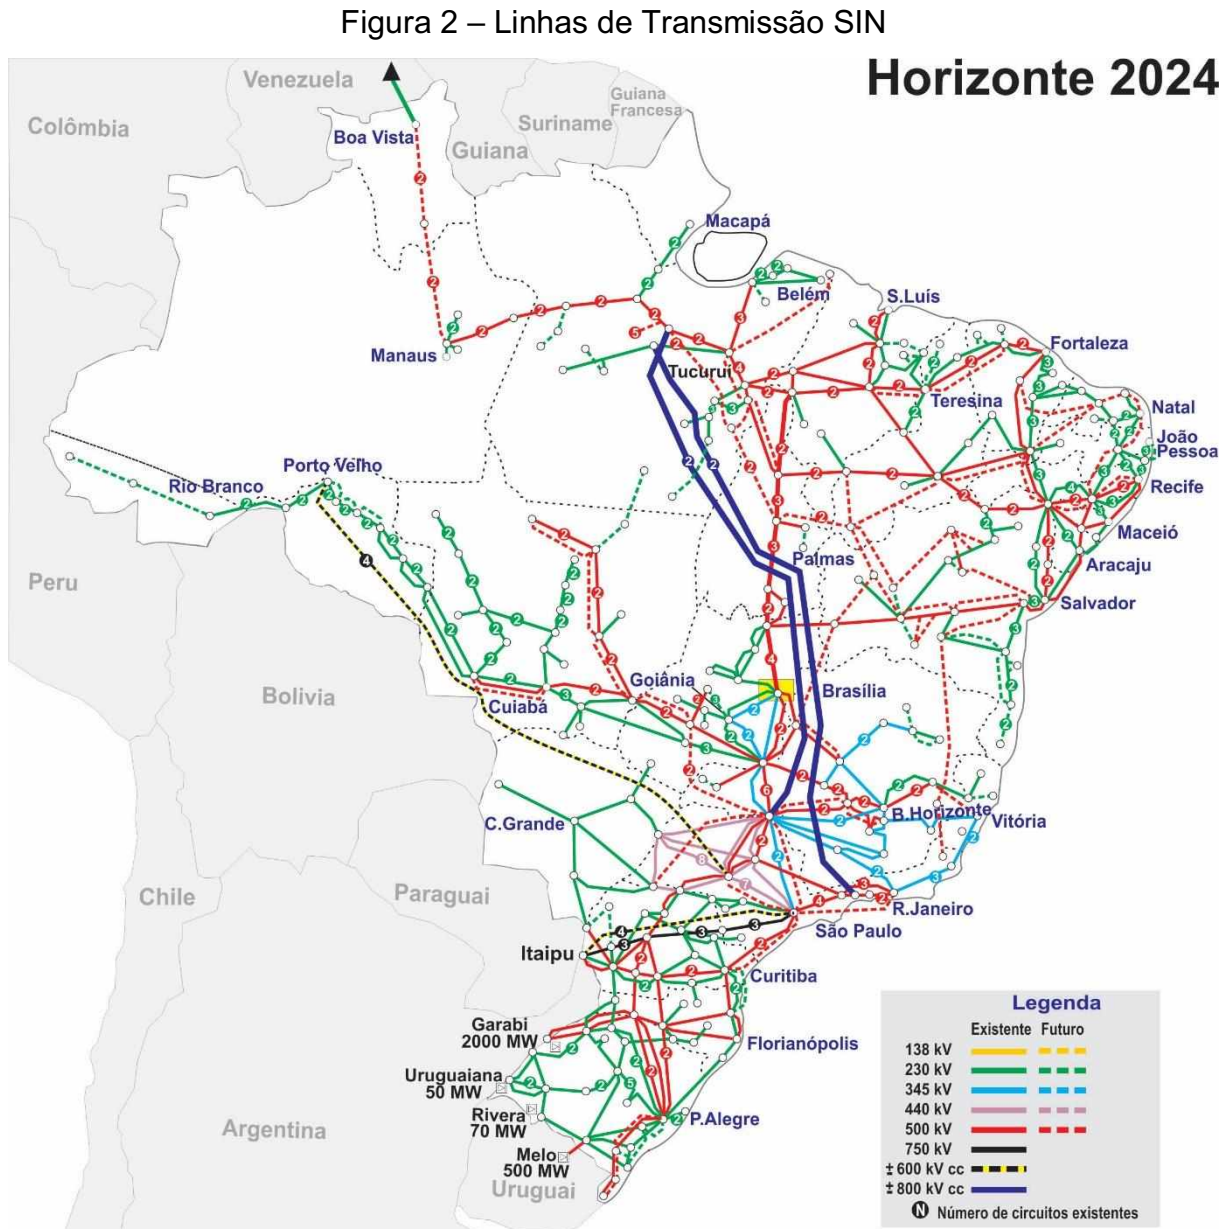 Figura 2 – Linhas de Transmissão SIN
Horizonte 2024
Venezuela
Colômbia
Guiana
Francesa
Suriname
Guiana
Boa Vista
Macapá
Belém
S.Luís
Manaus
Fortaleza
Tucuruí
Teresina
Natal
João
Pessoa
Porto Velho
Rio Branco
Recife
Maceió
Palmas
Aracaju
Peru
Salvador
Bolivia
Goiânia
Brasília
Cuiabá
C.Grande
B.Horizonte
Vitória
Chile
Paraguai
R.Janeiro
São Paulo
Itaipu
Curitiba
Garabi
2000 MW
Florianópolis
Uruguaiana
50 MW
Rivera
70 MW
P.Alegre
Argentina
Melo
500 MW
Uruguai
Legenda
Existente Futuro
138 kV
230 kV
345 kV
440 kV
500 kV
750 kV
± 600 kV cc
± 800 kV cc
N Número de circuitos existentes